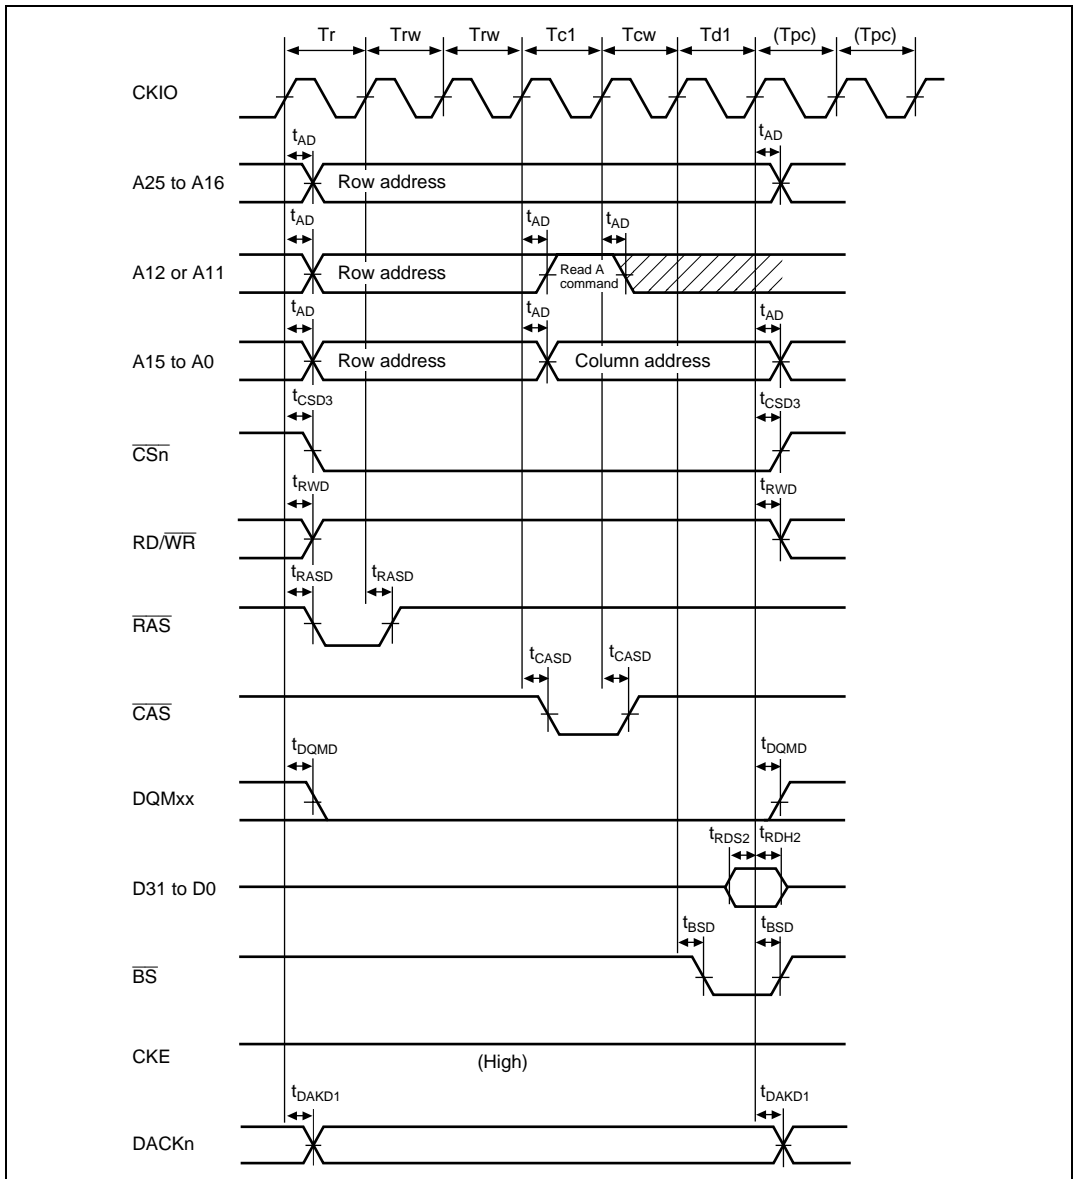 Tr Trw Trw Tc1 Tcw Td1 (Tpc) (Tpc)
CKIO
tAD tAD
A25 to A16 Row address
tAD tAD tAD
A12 or A11 Row address Read A
command
tAD tAD tAD
A15 to A0 Row address Column address
tCSD3 tCSD3
CSn
tRWD tRWD
RD/WR
tRASD tRASD
RAS
tCASD tCASD
CAS
tDQMD tDQMD
DQMxx
tRDS2 tRDH2
D31 to D0
tBSD tBSD
BS
CKE
(High)
tDAKD1 tDAKD1
DACKn